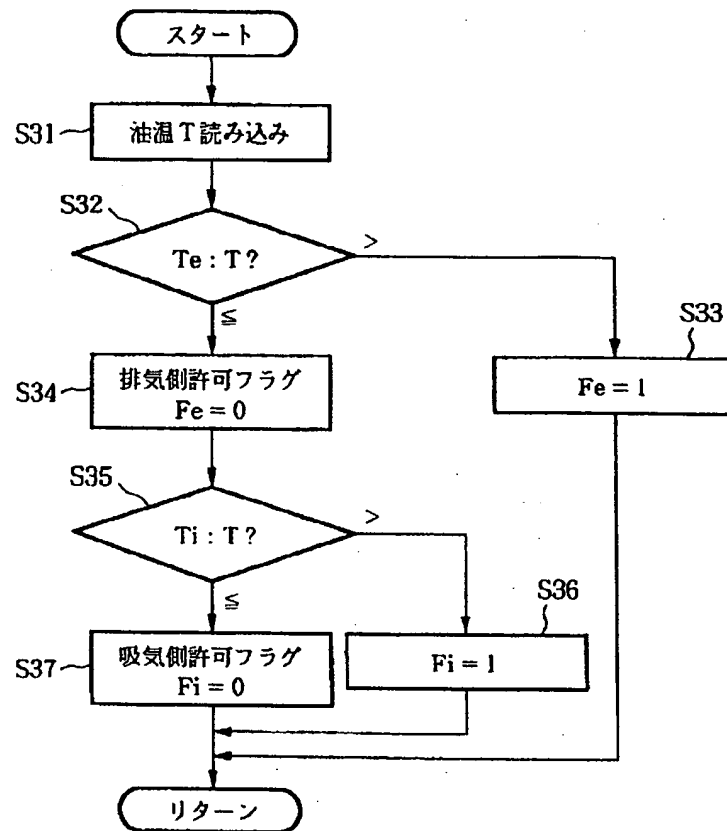 スタート
S31
油温T読み込み
S32
Te : T?
>
≦
S33
Fe = 1
S34
排気側許可フラグ
Fe = 0
S35
Ti : T?
>
≦
S36
Fi = 1
S37
吸気側許可フラグ
Fi = 0
リターン